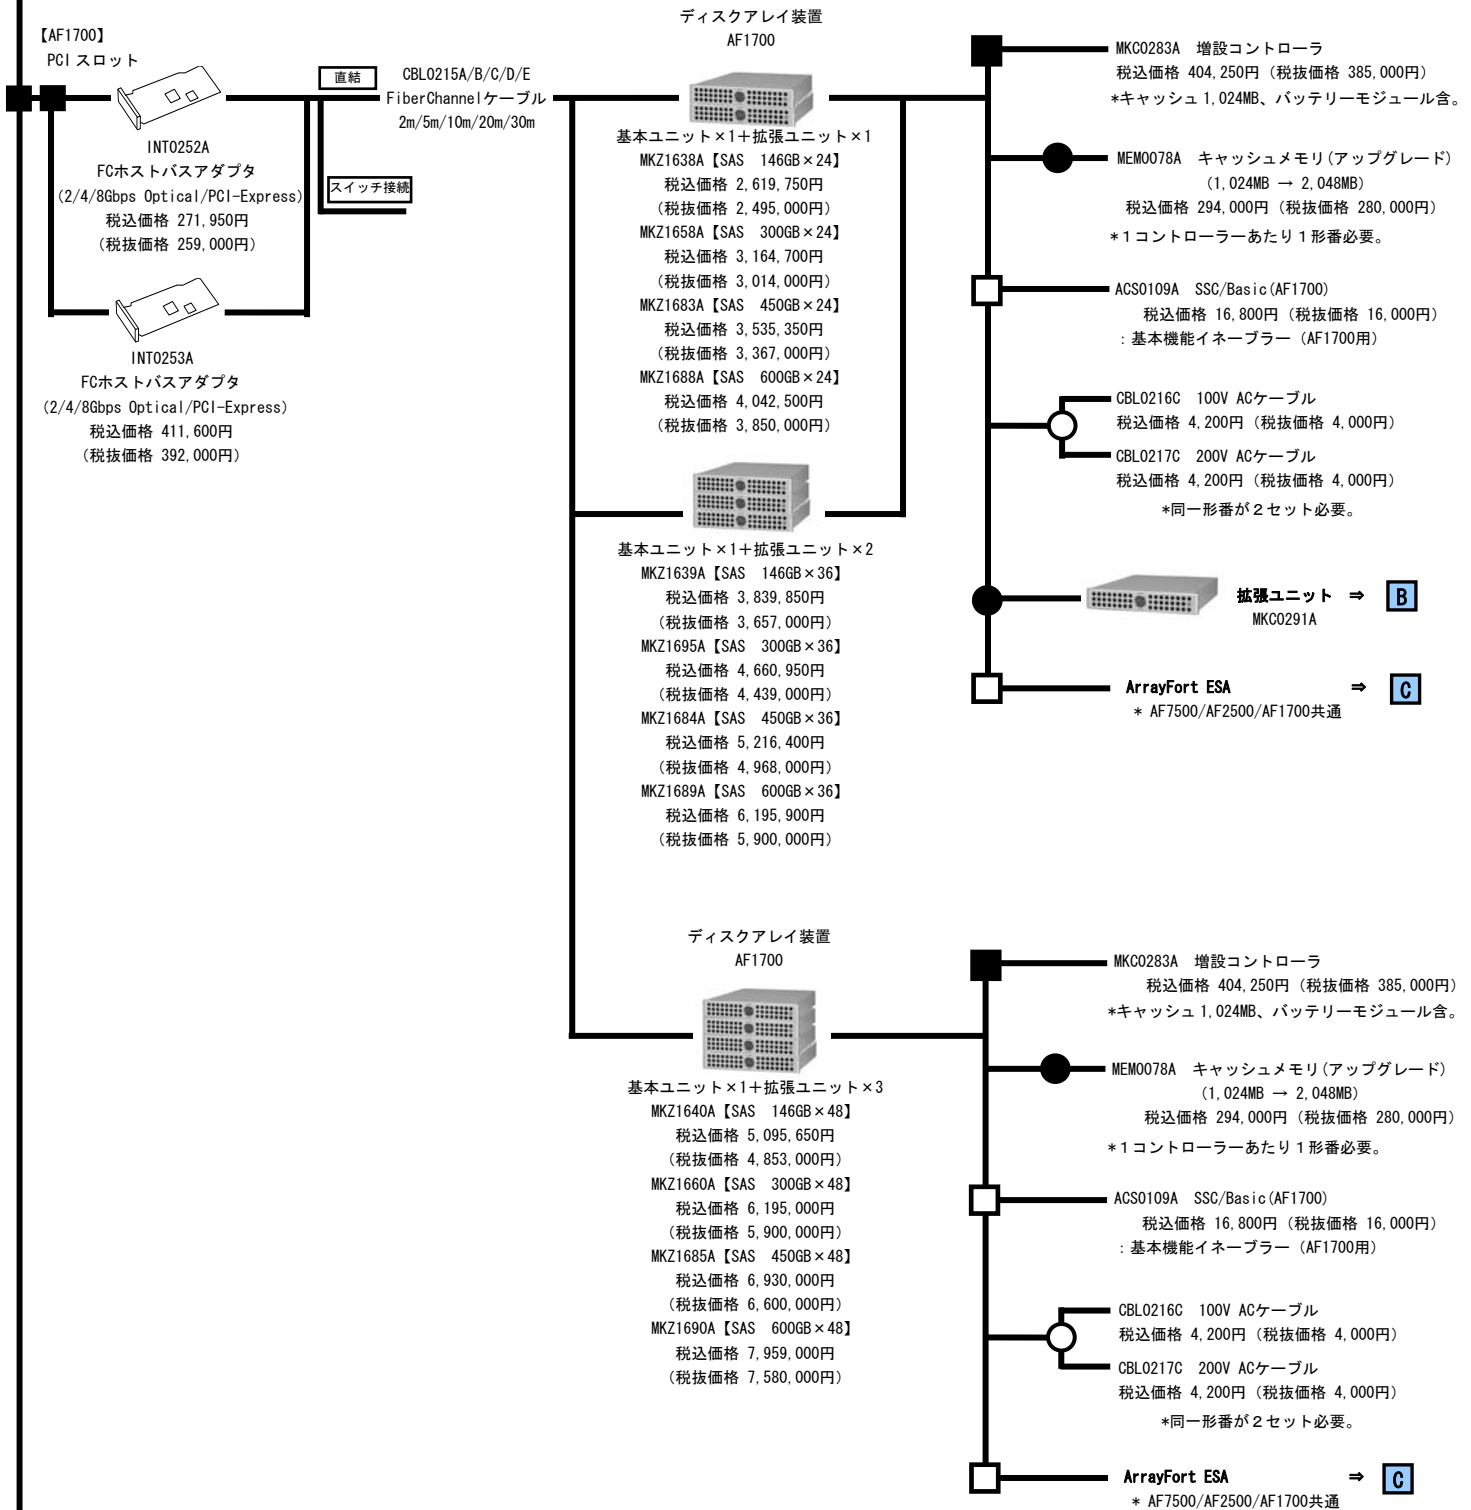 【AF1700】
PCI スロット
INT0252A
FCホストバスアダプタ
(2/4/8Gbps Optical/PCI-Express)
税込価格 271,950円
(税抜価格 259,000円)
INT0253A
FCホストバスアダプタ
(2/4/8Gbps Optical/PCI-Express)
税込価格 411,600円
(税抜価格 392,000円)
直結
スイッチ接続
CBL0215A/B/C/D/E
FiberChannelケーブル
2m/5m/10m/20m/30m
ディスクアレイ装置
AF1700
基本ユニット×1+拡張ユニット×1
MKZ1638A【SAS 146GB×24】
税込価格 2,619,750円
(税抜価格 2,495,000円)
MKZ1658A【SAS 300GB×24】
税込価格 3,164,700円
(税抜価格 3,014,000円)
MKZ1683A【SAS 450GB×24】
税込価格 3,535,350円
(税抜価格 3,367,000円)
MKZ1688A【SAS 600GB×24】
税込価格 4,042,500円
(税抜価格 3,850,000円)
基本ユニット×1+拡張ユニット×2
MKZ1639A【SAS 146GB×36】
税込価格 3,839,850円
(税抜価格 3,657,000円)
MKZ1695A【SAS 300GB×36】
税込価格 4,660,950円
(税抜価格 4,439,000円)
MKZ1684A【SAS 450GB×36】
税込価格 5,216,400円
(税抜価格 4,968,000円)
MKZ1689A【SAS 600GB×36】
税込価格 6,195,900円
(税抜価格 5,900,000円)
MKC0283A 増設コントローラ
税込価格 404,250円(税抜価格 385,000円)
*キャッシュ1,024MB、バッテリーモジュール含。
MEM0078A キャッシュメモリ(アップグレード)
(1,024MB → 2,048MB)
税込価格 294,000円(税抜価格 280,000円)
*1コントローラーあたり1形番必要。
ACS0109A SSC/Basic(AF1700)
税込価格 16,800円(税抜価格 16,000円)
:基本機能イネーブラー(AF1700用)
CBL0216C 100V ACケーブル
税込価格 4,200円(税抜価格 4,000円)
CBL0217C 200V ACケーブル
税込価格 4,200円(税抜価格 4,000円)
*同一形番が2セット必要。
拡張ユニット ⇒ B
MKC0291A
ArrayFort ESA ⇒ C
* AF7500/AF2500/AF1700共通
ディスクアレイ装置
AF1700
基本ユニット×1+拡張ユニット×3
MKZ1640A【SAS 146GB×48】
税込価格 5,095,650円
(税抜価格 4,853,000円)
MKZ1660A【SAS 300GB×48】
税込価格 6,195,000円
(税抜価格 5,900,000円)
MKZ1685A【SAS 450GB×48】
税込価格 6,930,000円
(税抜価格 6,600,000円)
MKZ1690A【SAS 600GB×48】
税込価格 7,959,000円
(税抜価格 7,580,000円)
MKC0283A 増設コントローラ
税込価格 404,250円(税抜価格 385,000円)
*キャッシュ1,024MB、バッテリーモジュール含。
MEM0078A キャッシュメモリ(アップグレード)
(1,024MB → 2,048MB)
税込価格 294,000円(税抜価格 280,000円)
*1コントローラーあたり1形番必要。
ACS0109A SSC/Basic(AF1700)
税込価格 16,800円(税抜価格 16,000円)
:基本機能イネーブラー(AF1700用)
CBL0216C 100V ACケーブル
税込価格 4,200円(税抜価格 4,000円)
CBL0217C 200V ACケーブル
税込価格 4,200円(税抜価格 4,000円)
*同一形番が2セット必要。
ArrayFort ESA ⇒ C
* AF7500/AF2500/AF1700共通